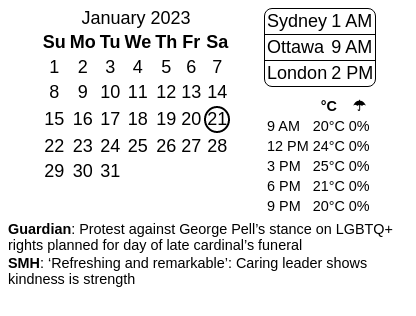 January 2023
Su Mo Tu We Th Fr Sa
1 2 3 4 5 6 7
8 9 10 11 12 13 14
15 16 17 18 19 20 21
22 23 24 25 26 27 28
29 30 31
Sydney 1 AM
Ottawa 9 AM
London 2 PM
°C ☂
9 AM 20°C 0%
12 PM 24°C 0%
3 PM 25°C 0%
6 PM 21°C 0%
9 PM 20°C 0%
Guardian: Protest against George Pell’s stance on LGBTQ+
rights planned for day of late cardinal’s funeral
SMH: ‘Refreshing and remarkable’: Caring leader shows
kindness is strength